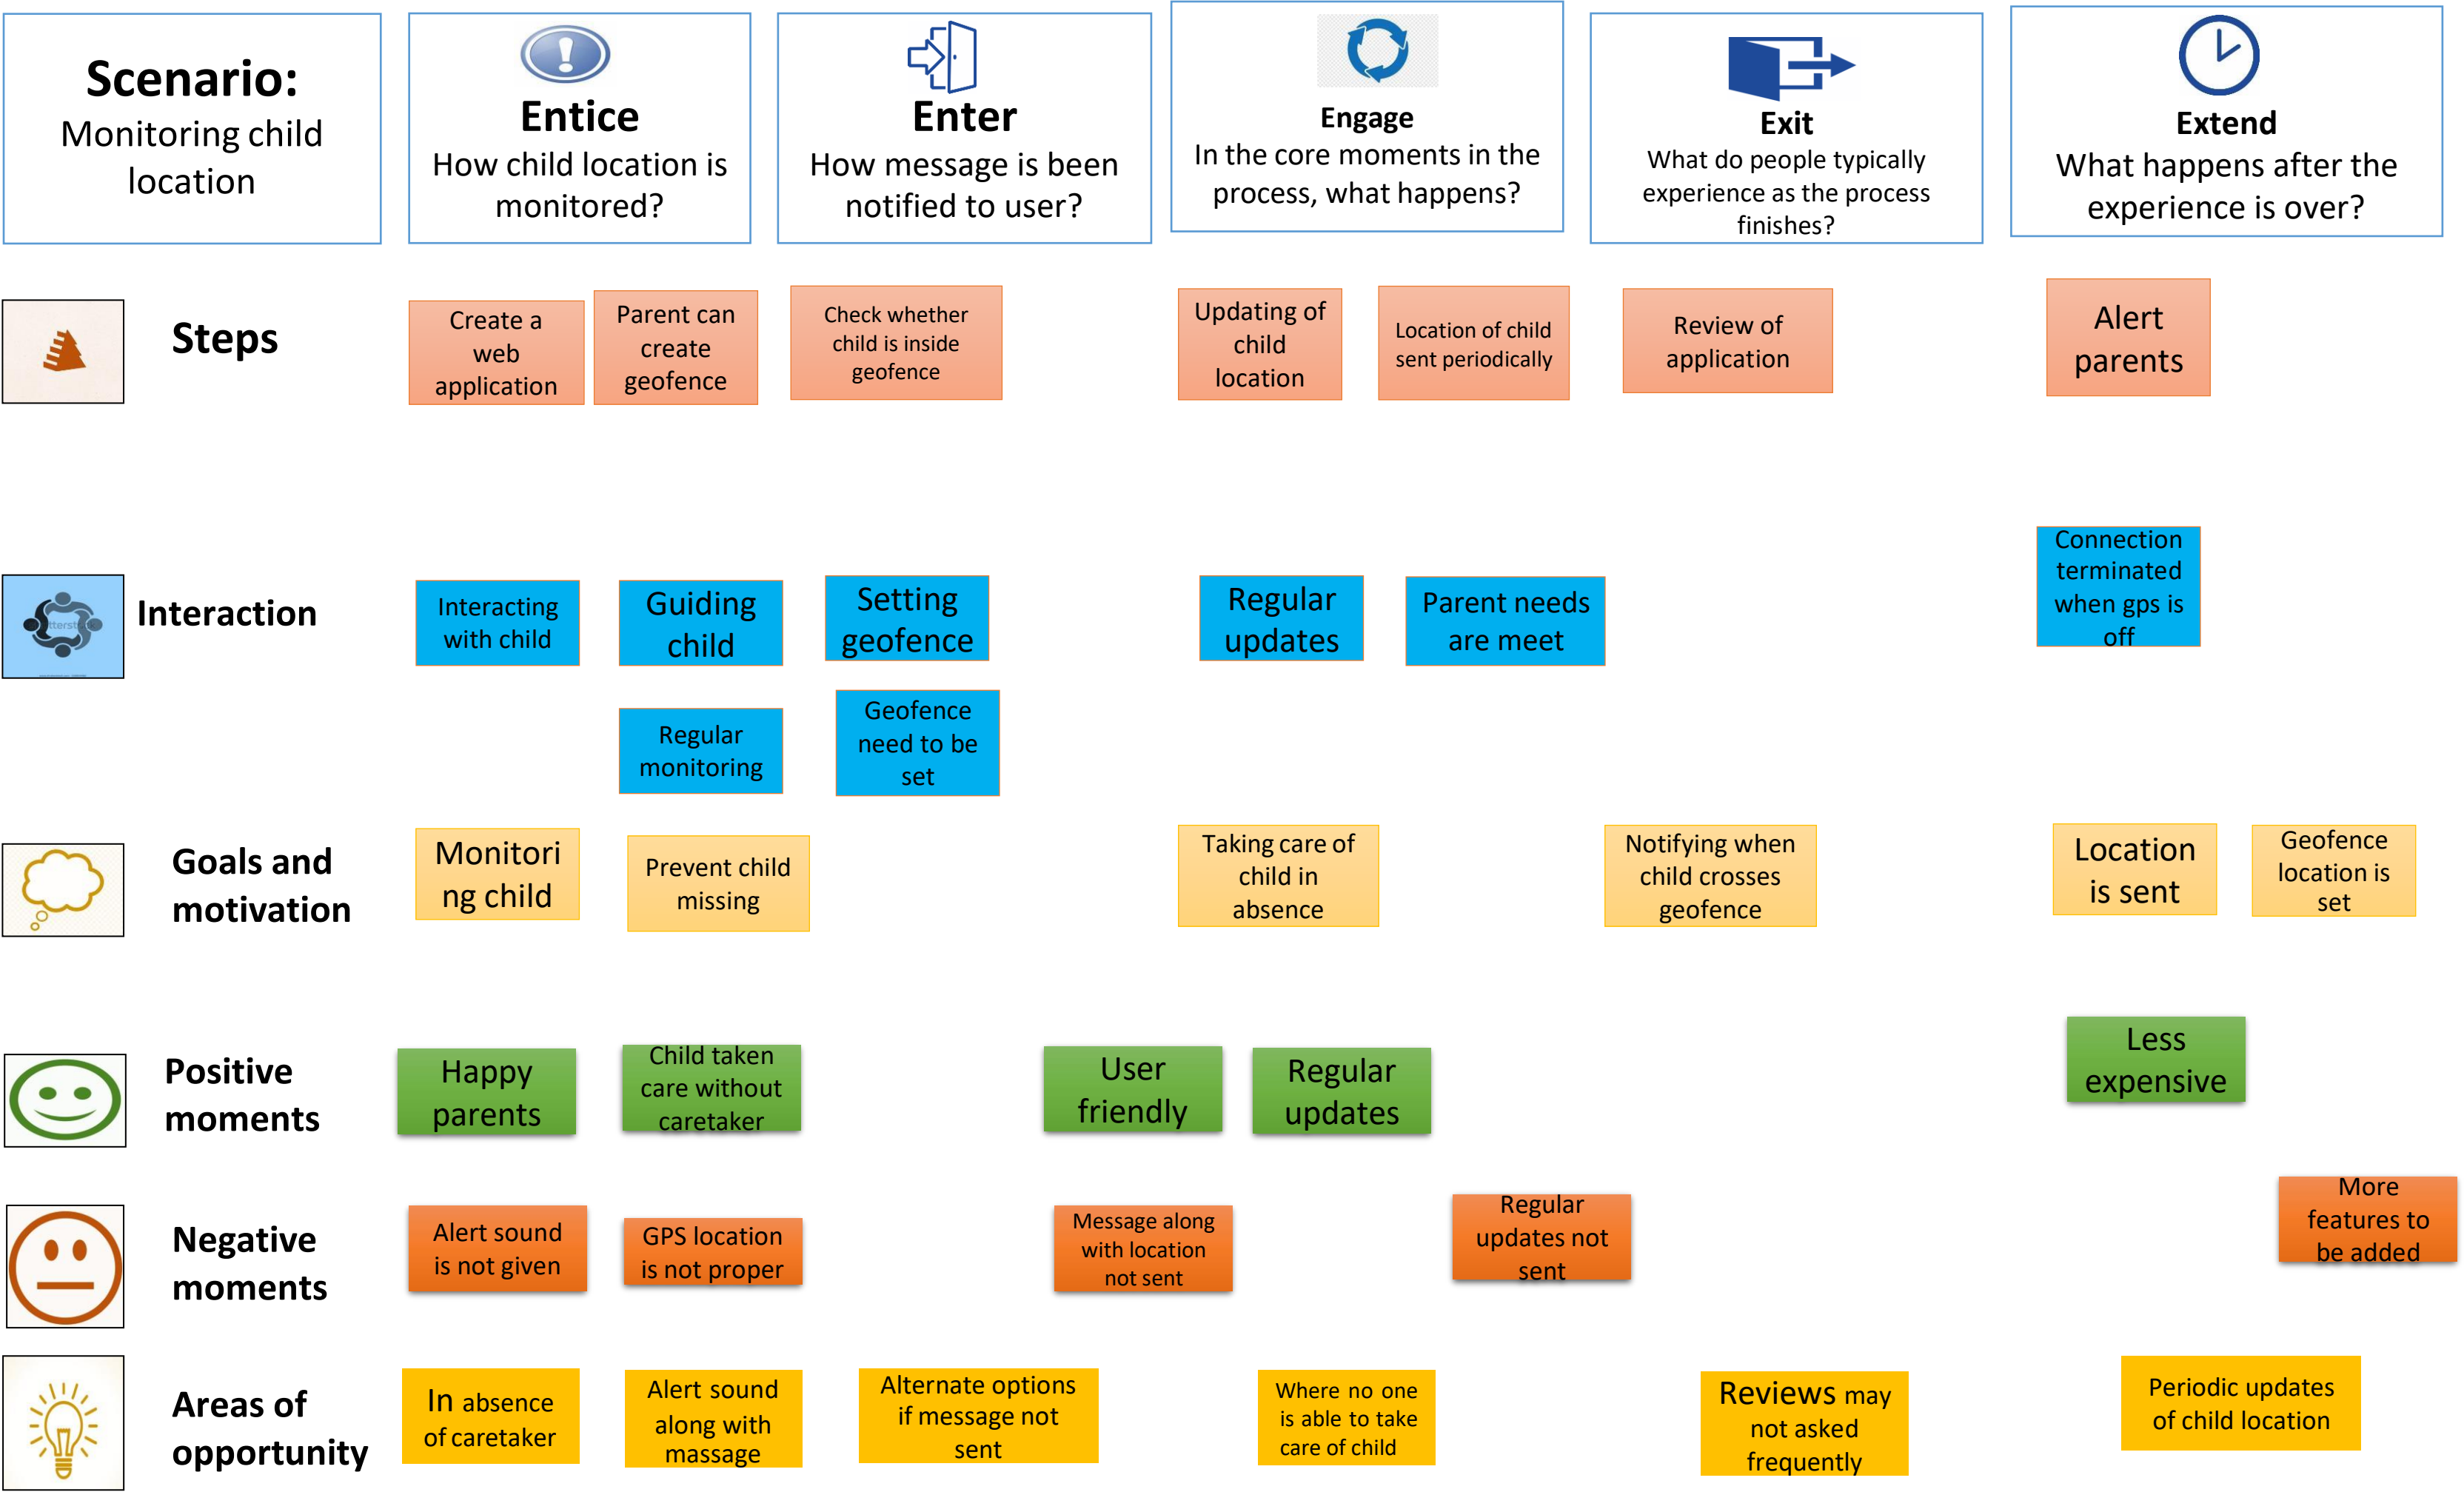 Scenario:
Monitoring child
location
Entice
How child location is
monitored?
Enter
How message is been
notified to user?
Engage
In the core moments in the
process, what happens?
Exit
What do people typically
experience as the process
finishes?
Extend
What happens after the
experience is over?
Steps
Create a
web
application
Parent can
create
geofence
Check whether
child is inside
geofence
Updating of
child
location
Location of child
sent periodically
Review of
application
Alert
parents
Interaction
Interacting
with child
Guiding
child
Setting
geofence
Regular
updates
Parent needs
are meet
Connection
terminated
when gps is
off
Regular
monitoring
Geofence
need to be
set
Goals and
motivation
Monitori
ng child
Prevent child
missing
Taking care of
child in
absence
Notifying when
child crosses
geofence
Location
is sent
Geofence
location is
set
Positive
moments
Happy
parents
Child taken
care without
caretaker
User
friendly
Regular
updates
Less
expensive
Negative
moments
Alert sound
is not given
GPS location
is not proper
Message along
with location
not sent
Regular
updates not
sent
More
features to
be added
Areas of
opportunity
In absence
of caretaker
Alert sound
along with
massage
Alternate options
if message not
sent
Where no one
is able to take
care of child
Reviews may
not asked
frequently
Periodic updates
of child location